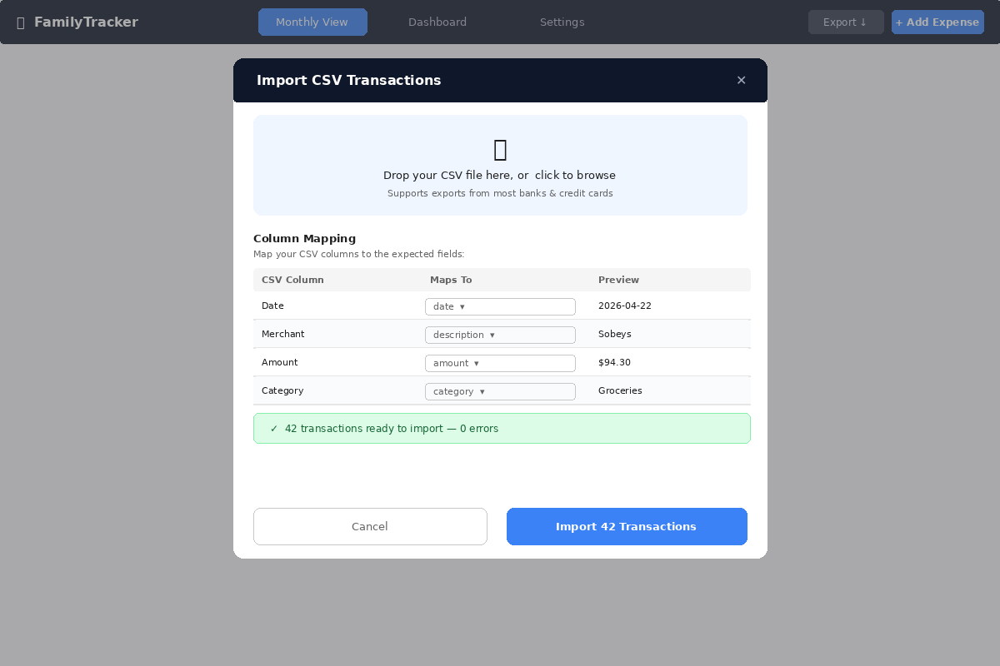 FamilyTracker
Monthly View
Dashboard
Settings
Export ↓
+ Add Expense
Import CSV Transactions
✕
Drop your CSV file here, or  click to browse
Supports exports from most banks & credit cards
Column Mapping
Map your CSV columns to the expected fields:
CSV Column Maps To Preview
Date date ▾ 2026-04-22
Merchant description ▾ Sobeys
Amount amount ▾ $94.30
Category category ▾ Groceries
✓ 42 transactions ready to import — 0 errors
Cancel
Import 42 Transactions